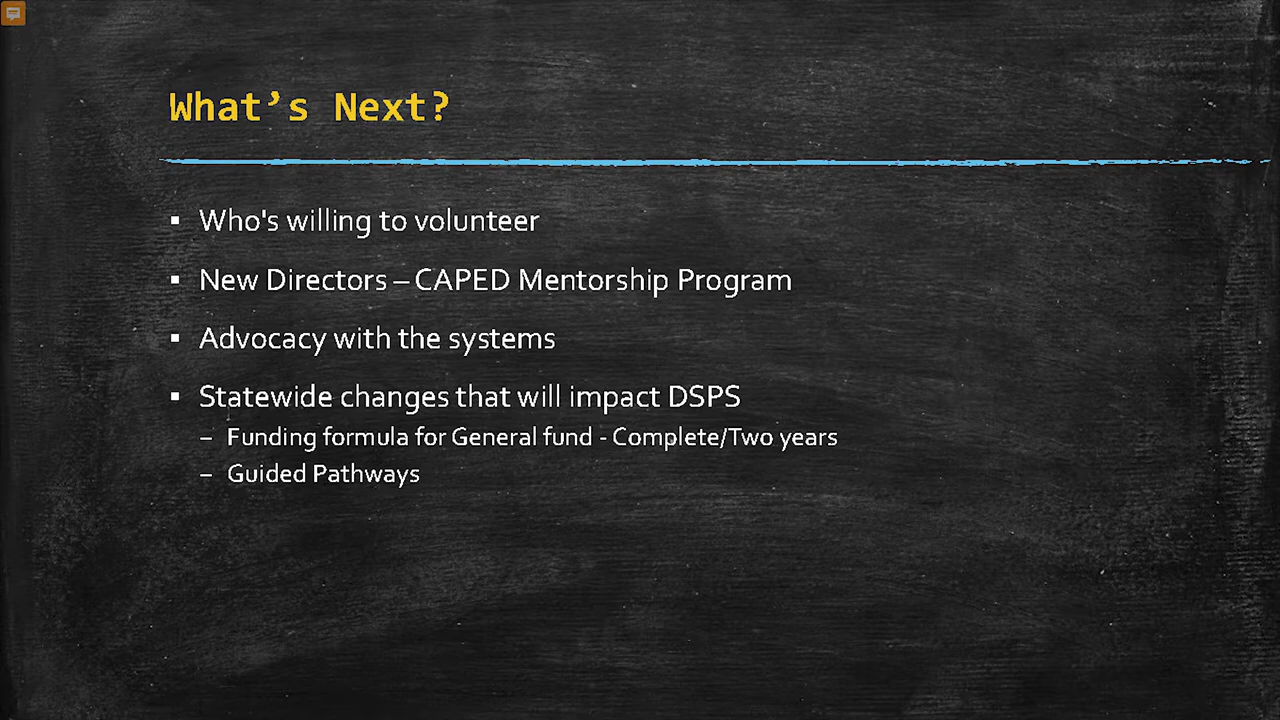 What’s Next?
▪ Who's willing to volunteer
▪ New Directors – CAPED Mentorship Program
▪ Advocacy with the systems
▪ Statewide changes that will impact DSPS
– Funding formula for General fund - Complete/Two years
– Guided Pathways